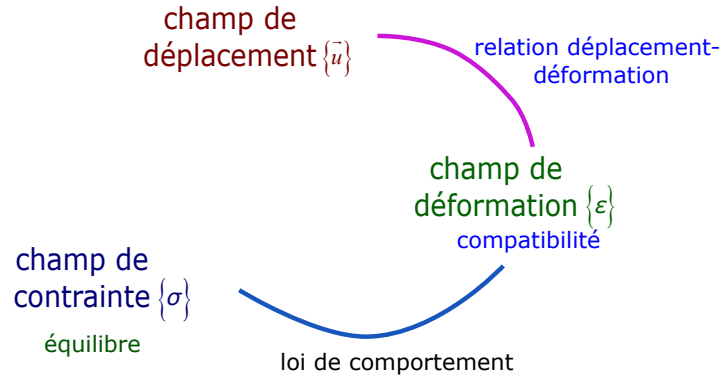 champ de
déplacement {u⃗}
relation déplacement-
déformation
champ de
déformation {ε}
compatibilité
champ de
contrainte {σ}
équilibre
loi de comportement